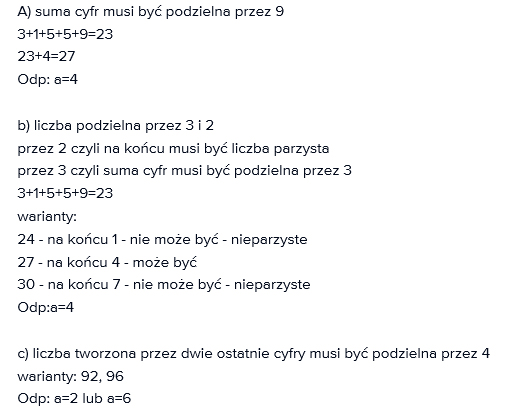 A) suma cyfr musi być podzielna przez 9
3+1+5+5+9=23
23+4=27
Odp: a=4
b) liczba podzielna przez 3 i 2
przez 2 czyli na końcu musi być liczba parzysta
przez 3 czyli suma cyfr musi być podzielna przez 3
3+1+5+5+9=23
warianty:
24 - na końcu 1 - nie może być - nieparzyste
27 - na końcu 4 - może być
30 - na końcu 7 - nie może być - nieparzyste
Odp:a=4
c) liczba tworzona przez dwie ostatnie cyfry musi być podzielna przez 4
warianty: 92, 96
Odp: a=2 lub a=6